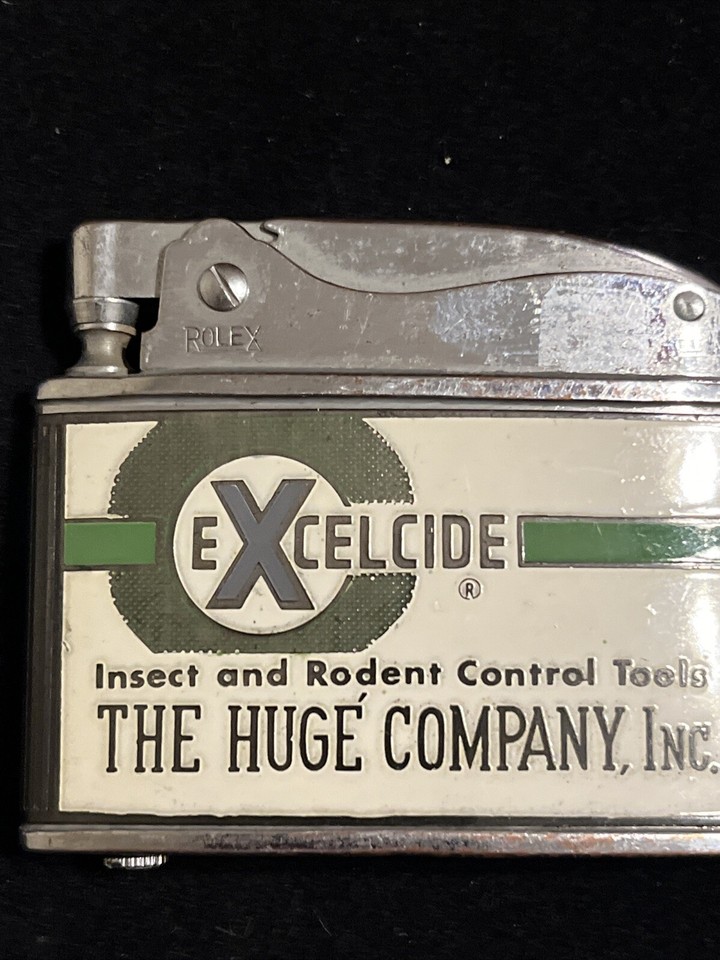 ROLEX
EXCELCIDE
®
Insect and Rodent Control Tools
THE HUGÉ COMPANY, INC.